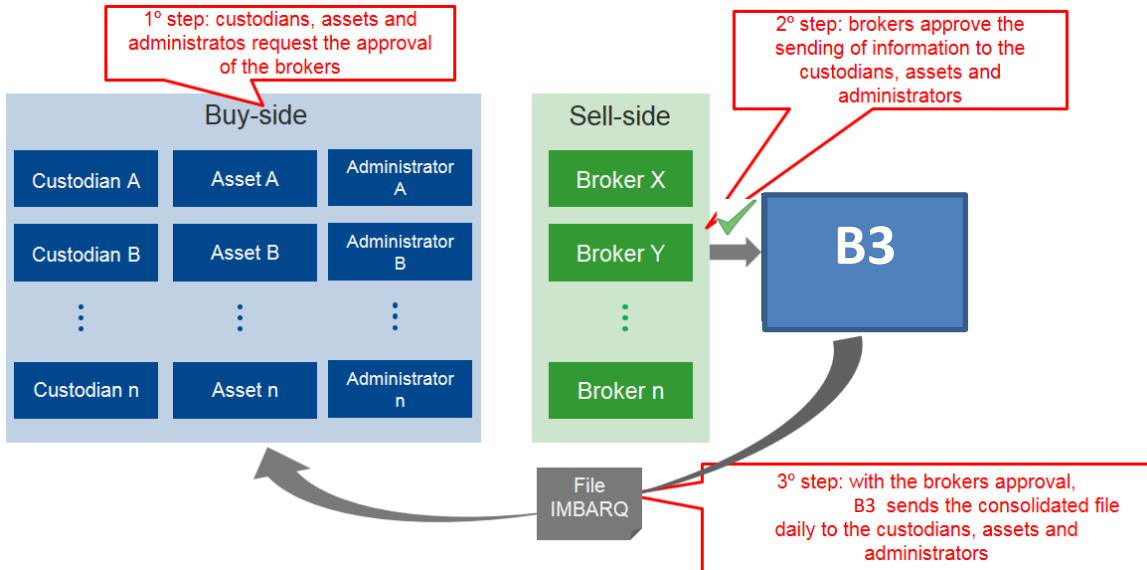 1º step: custodians, assets and
administratos request the approval
of the brokers
2º step: brokers approve the
sending of information to the
custodians, assets and
administrators
Buy-side
Custodian A
Asset A
Administrator
A
Custodian B
Asset B
Administrator
B
Custodian n
Asset n
Administrator
n
Sell-side
Broker X
Broker Y
Broker n
B3
File
IMBARQ
3º step: with the brokers approval,
B3 sends the consolidated file
daily to the custodians, assets and
administrators